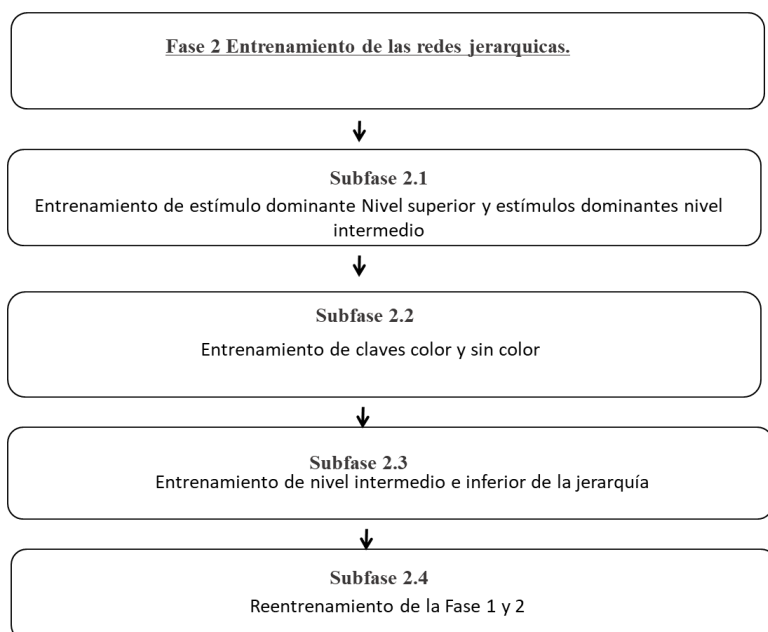 Fase 2 Entrenamiento de las redes jerarquicas.
Subfase 2.1
Entrenamiento de estímulo dominante Nivel superior y estímulos dominantes nivel
intermedio
Subfase 2.2
Entrenamiento de claves color y sin color
Subfase 2.3
Entrenamiento de nivel intermedio e inferior de la jerarquía
Subfase 2.4
Reentrenamiento de la Fase 1 y 2